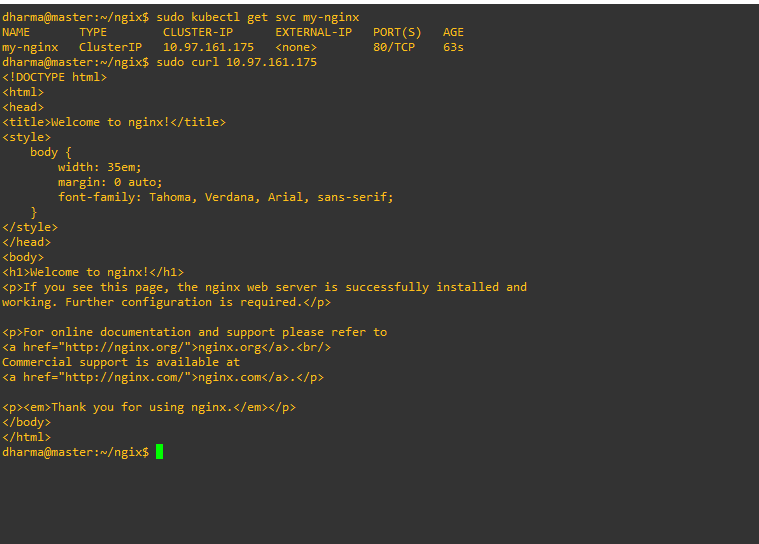 dharma@master:~/ngix$ sudo kubectl get svc my-nginx
NAME       TYPE        CLUSTER-IP      EXTERNAL-IP   PORT(S)   AGE
my-nginx   ClusterIP   10.97.161.175   <none>        80/TCP    63s
dharma@master:~/ngix$ sudo curl 10.97.161.175
<!DOCTYPE html>
<html>
<head>
<title>Welcome to nginx!</title>
<style>
    body {
        width: 35em;
        margin: 0 auto;
        font-family: Tahoma, Verdana, Arial, sans-serif;
    }
</style>
</head>
<body>
<h1>Welcome to nginx!</h1>
<p>If you see this page, the nginx web server is successfully installed and
working. Further configuration is required.</p>

<p>For online documentation and support please refer to
<a href="http://nginx.org/">nginx.org</a>.<br/>
Commercial support is available at
<a href="http://nginx.com/">nginx.com</a>.</p>

<p><em>Thank you for using nginx.</em></p>
</body>
</html>
dharma@master:~/ngix$